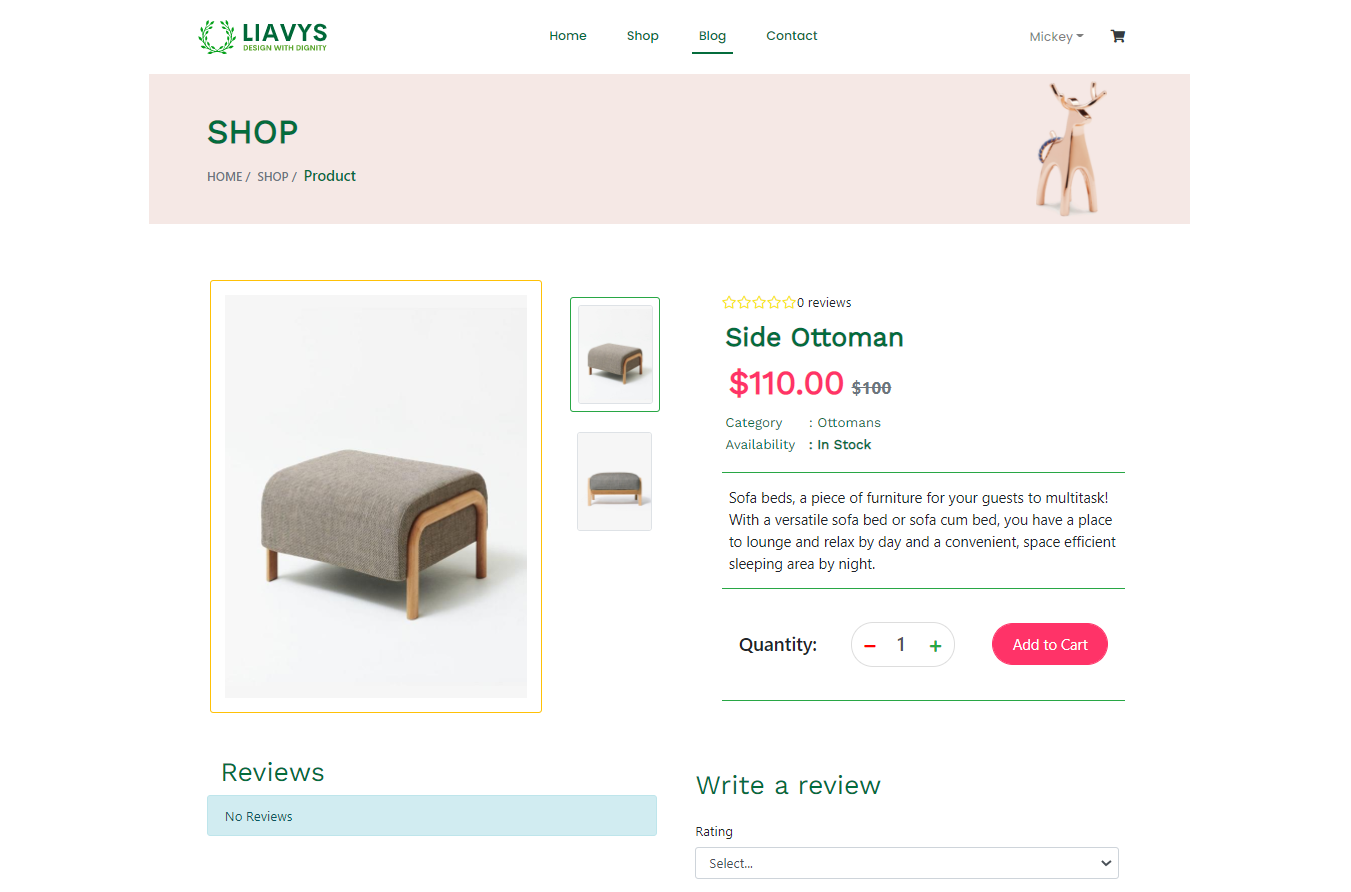 LIAVYS
DESIGN WITH DIGNITY
Home Shop Blog Contact
Mickey
SHOP
HOME / SHOP / Product
0 reviews
Side Ottoman
$110.00 $100
Category : Ottomans
Availability : In Stock
Sofa beds, a piece of furniture for your guests to multitask!
With a versatile sofa bed or sofa cum bed, you have a place
to lounge and relax by day and a convenient, space efficient
sleeping area by night.
Quantity: − 1 + Add to Cart
Reviews
No Reviews
Write a review
Rating
Select...